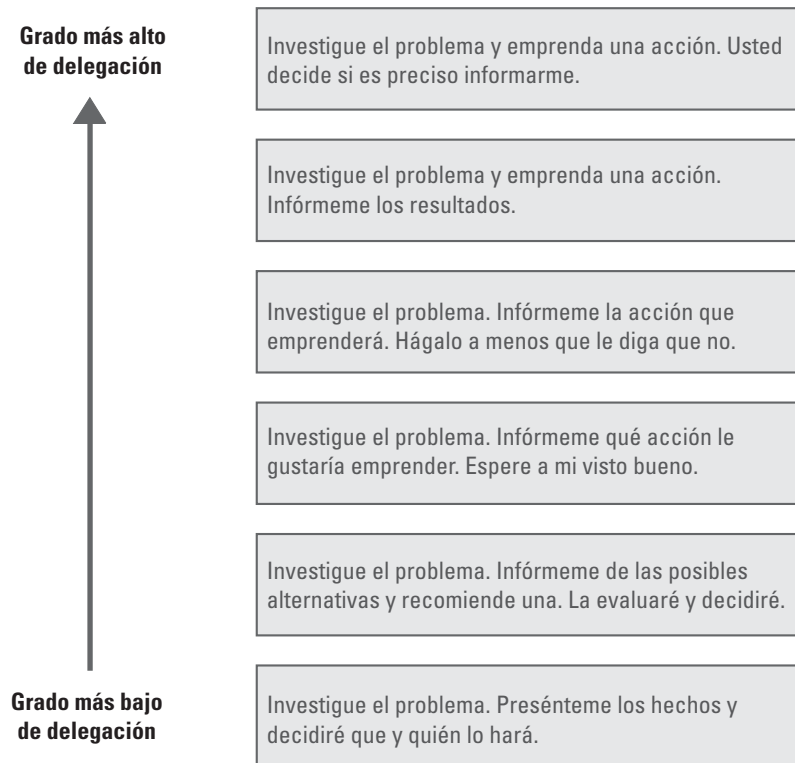 Grado más alto
de delegación
Investigue el problema y emprenda una acción. Usted
decide si es preciso informarme.
Investigue el problema y emprenda una acción.
Infórmeme los resultados.
Investigue el problema. Infórmeme la acción que
emprenderá. Hágalo a menos que le diga que no.
Investigue el problema. Infórmeme qué acción le
gustaría emprender. Espere a mi visto bueno.
Investigue el problema. Infórmeme de las posibles
alternativas y recomiende una. La evaluaré y decidiré.
Grado más bajo
de delegación
Investigue el problema. Presénteme los hechos y
decidiré que y quién lo hará.